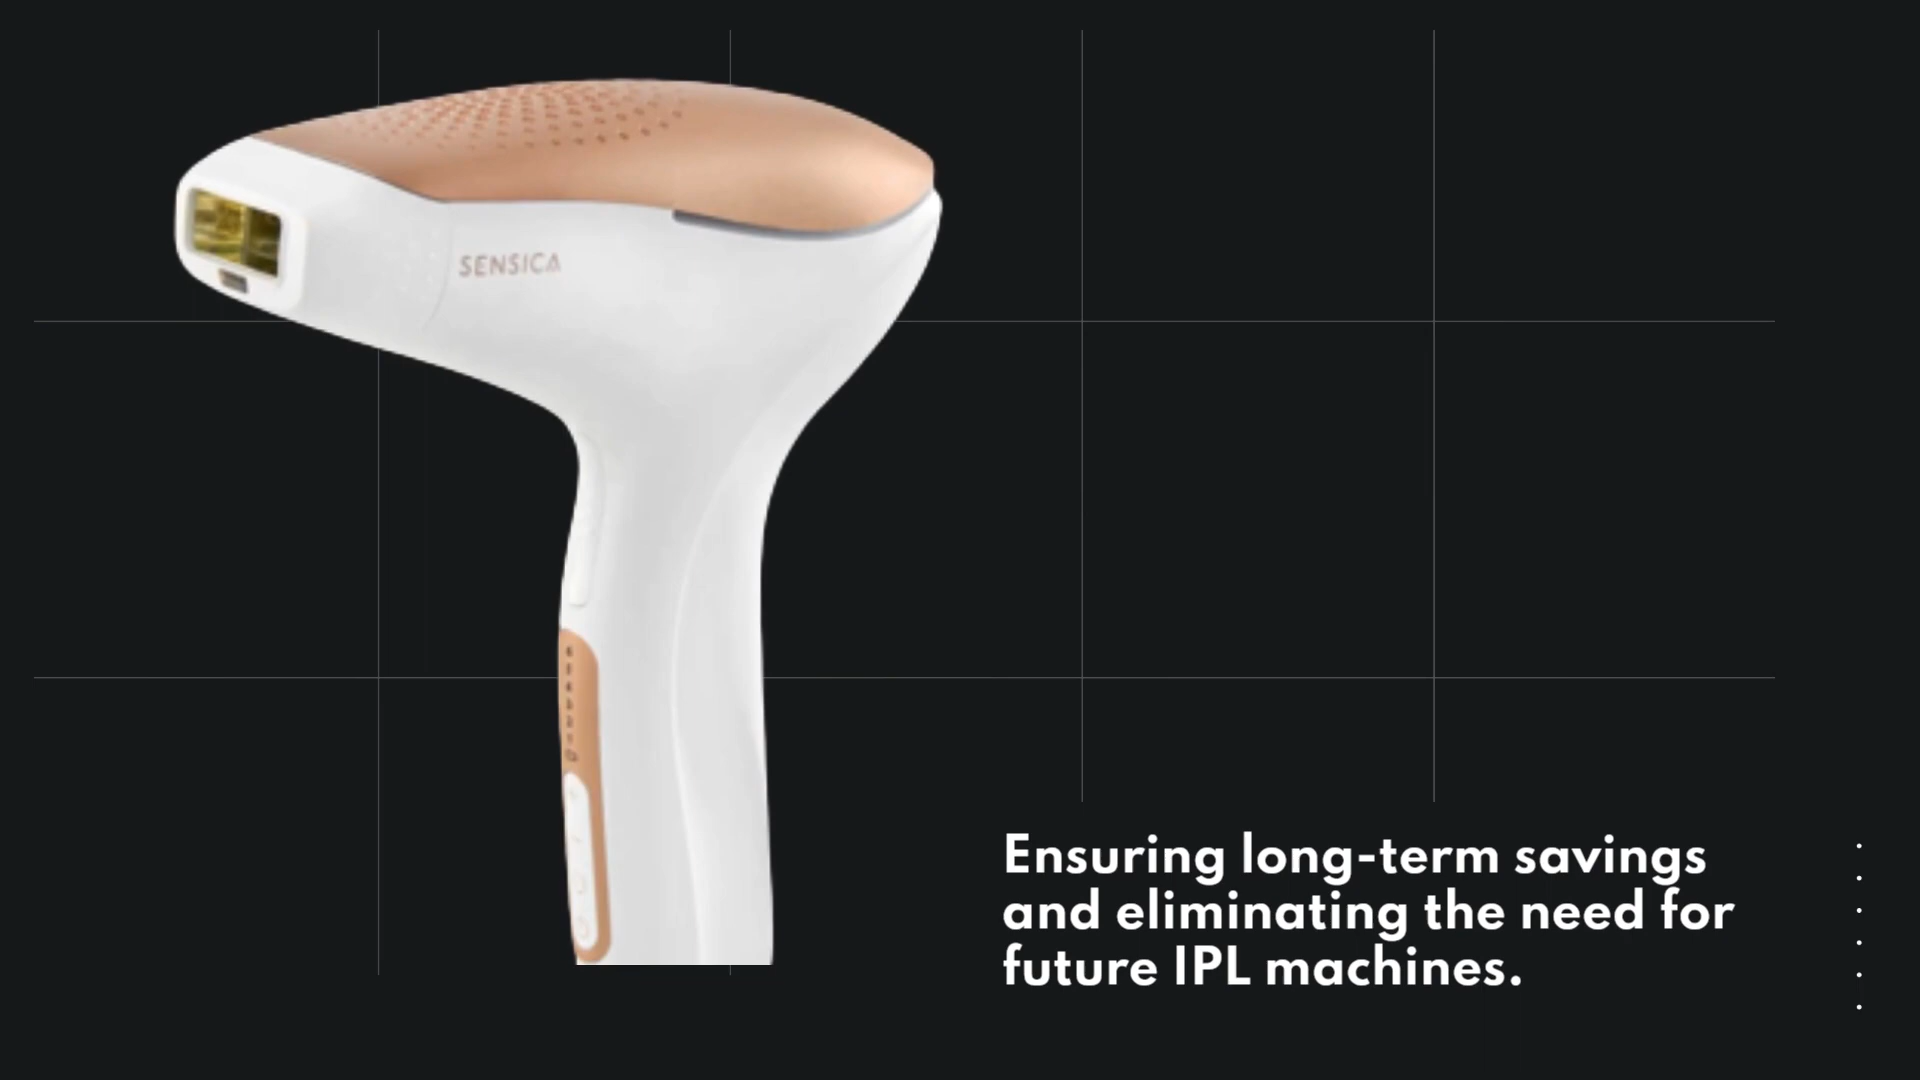 SENSICA
Ensuring long-term savings
and eliminating the need for
future IPL machines.